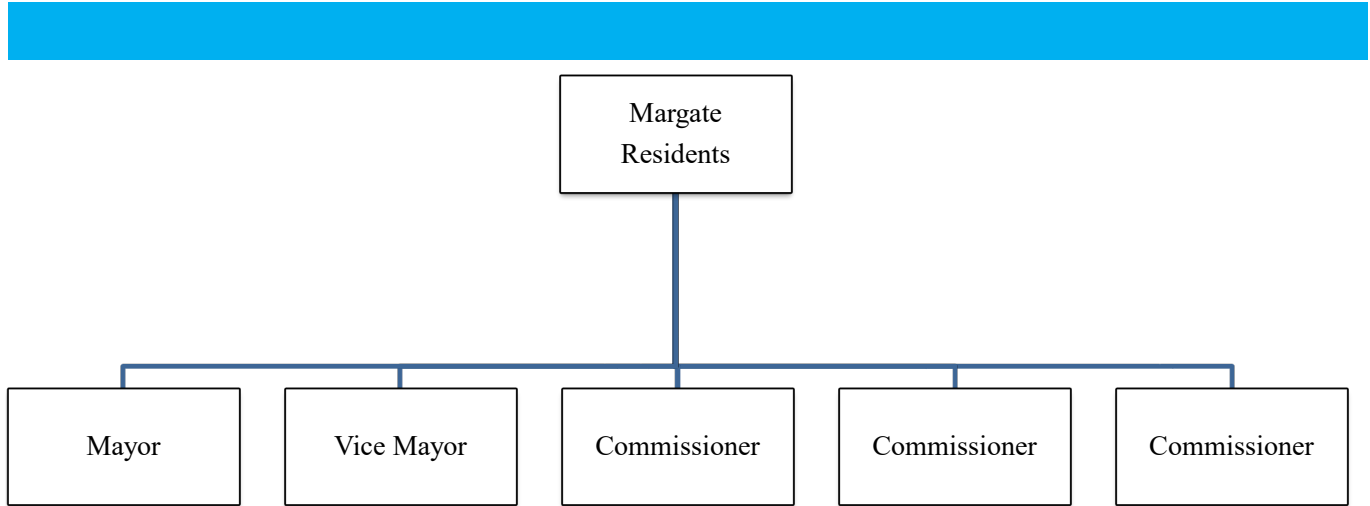 Margate
Residents
Mayor
Vice Mayor
Commissioner
Commissioner
Commissioner